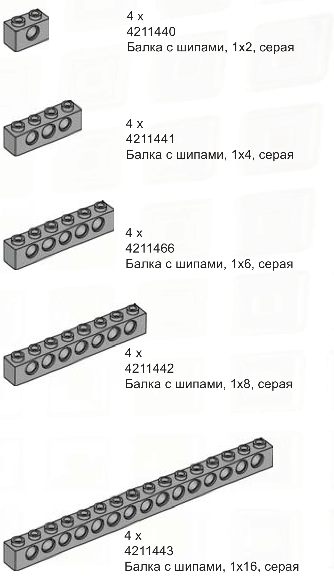 4 x
4211440
Балка с шипами, 1x2, серая
4 x
4211441
Балка с шипами, 1x4, серая
4 x
4211466
Балка с шипами, 1x6, серая
4 x
4211442
Балка с шипами, 1x8, серая
4 x
4211443
Балка с шипами, 1x16, серая